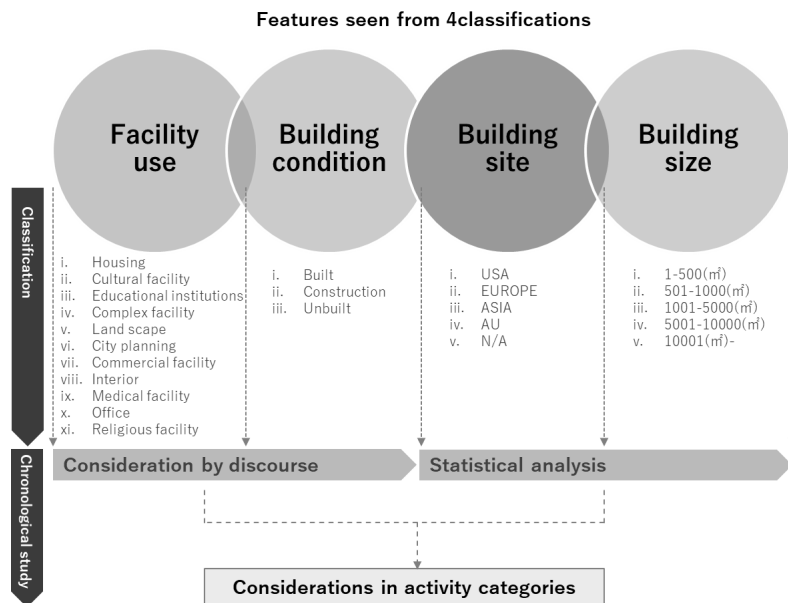 Features seen from 4classifications
Facility
use
Building
condition
Building
site
Building
size
Classification
i. Housing
ii. Cultural facility
iii. Educational institutions
iv. Complex facility
v. Land scape
vi. City planning
vii. Commercial facility
viii. Interior
ix. Medical facility
x. Office
xi. Religious facility
i. Built
ii. Construction
iii. Unbuilt
i. USA
ii. EUROPE
iii. ASIA
iv. AU
v. N/A
i. 1-500(㎡)
ii. 501-1000(㎡)
iii. 1001-5000(㎡)
iv. 5001-10000(㎡)
v. 10001(㎡)-
Chronological study
Consideration by discourse
Statistical analysis
Considerations in activity categories